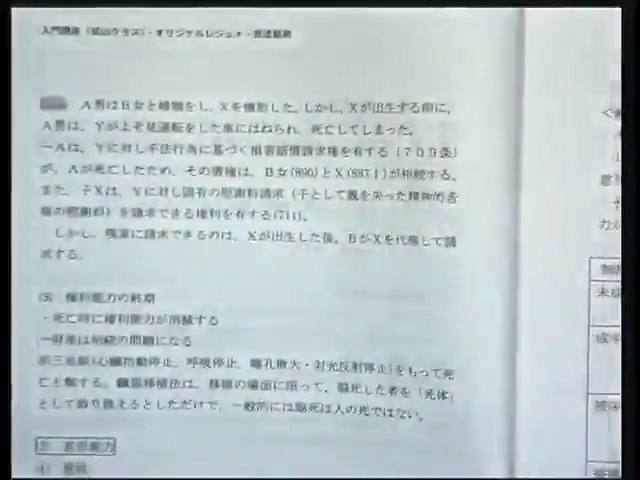 入門講座（ クラス）・オリジナルレジュメ・民法総則
A男はB女と婚姻をし、Xを懐胎した。しかし、Xが出生する前に、
A男は、Yがよそ見運転をした車にはねられ、死亡してしまった。
→Aは、Yに対し不法行為に基づく損害賠償請求権を有する（709条）
が、Aが死亡したため、その債権は、B女(890)とX(887Ⅰ)が相続する。
また、子Xは、Yに対し固有の慰謝料請求（子として親を失った精神的苦
痛の慰謝料）を請求できる権利を有する(711)。
しかし、現実に請求できるのは、Xが出生した後、BがXを代理して請
求する。
(3) 権利能力の終期
・死亡時に権利能力が消滅する
→財産は相続の問題になる
※三兆候(心臓拍動停止、呼吸停止、瞳孔散大・対光反射停止)をもって死
亡と解する。臓器移植法は、移植の場面に限って、脳死した者を「死体」
として取り扱えるとしただけで、一般的には脳死は人の死ではない。
2 意思能力
(1) 意義
未成
成年
被保